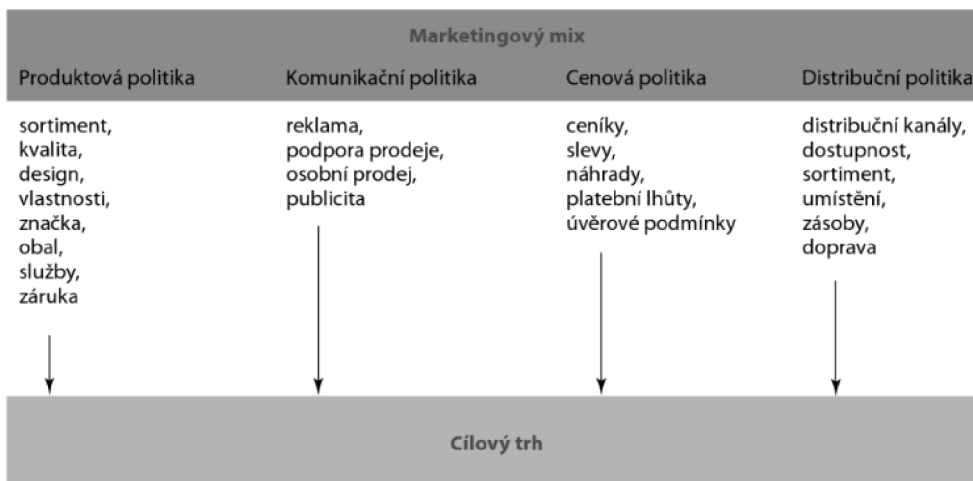 Marketingový mix
Produktová politika
Komunikační politika
Cenová politika
Distribuční politika
sortiment,
kvalita,
design,
vlastnosti,
značka,
obal,
služby,
záruka
reklama,
podpora prodeje,
osobní prodej,
publicita
ceníky,
slevy,
náhrady,
platební lhůty,
úvěrové podmínky
distribuční kanály,
dostupnost,
sortiment,
umístění,
zásoby,
doprava
Cílový trh